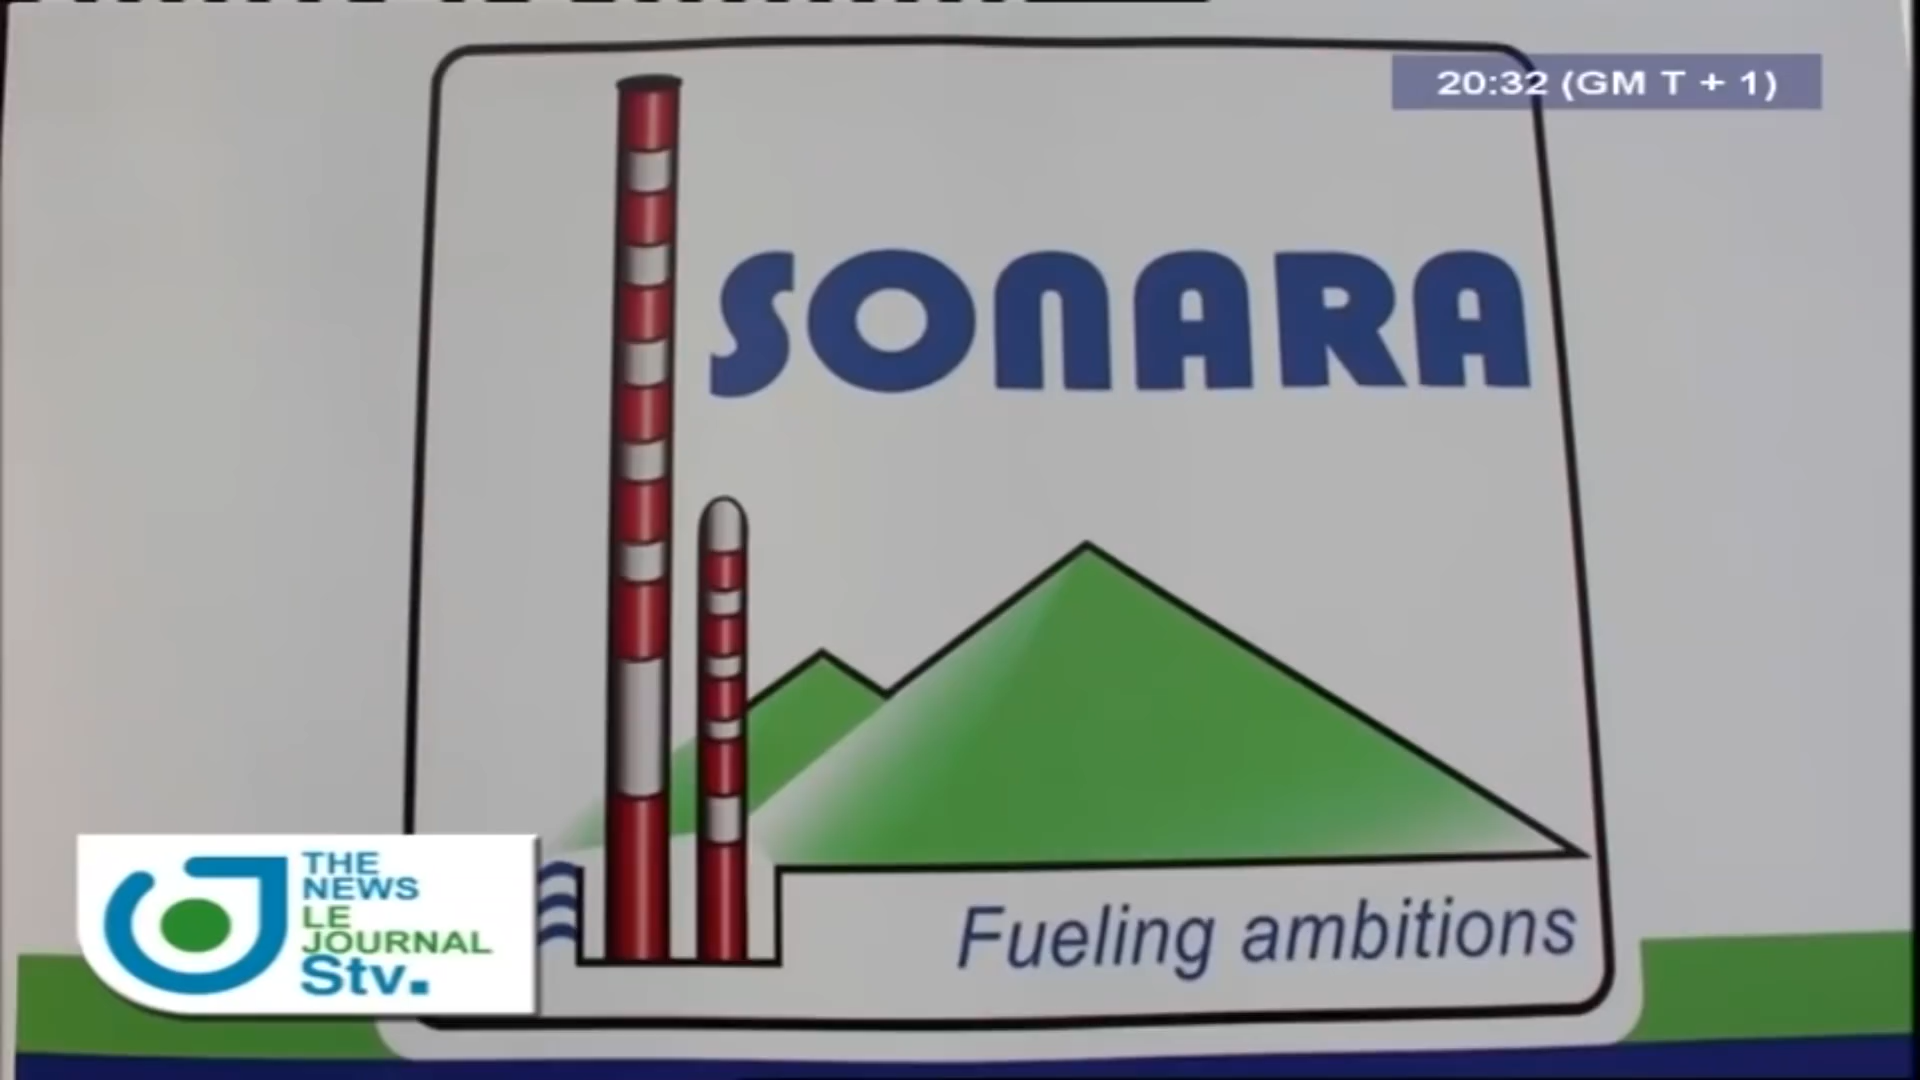 20:32 (GM T + 1)
SONARA
Fueling ambitions
THE
NEWS
LE
JOURNAL
Stv.